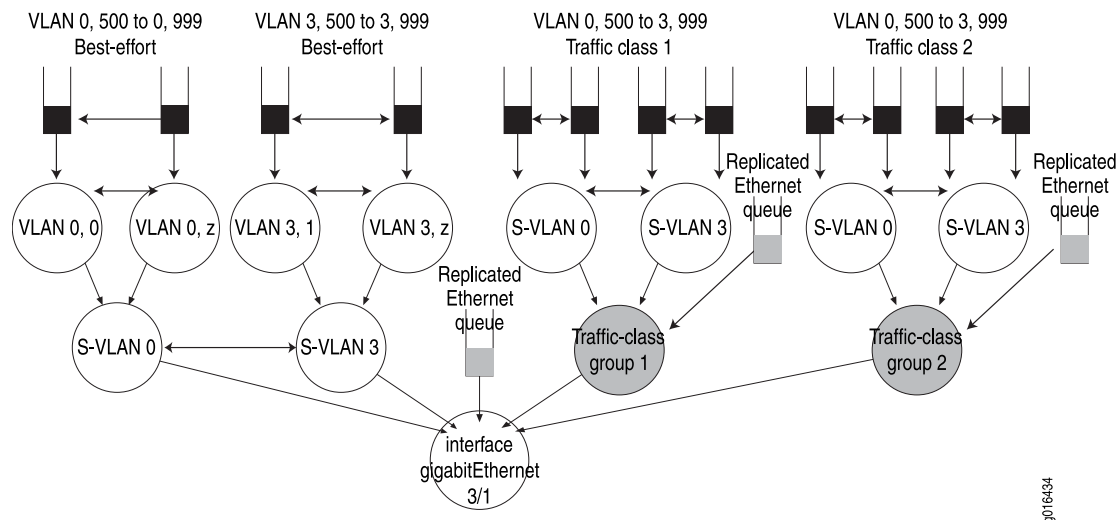 VLAN 0, 500 to 0, 999
Best-effort
VLAN 3, 500 to 3, 999
Best-effort
VLAN 0, 500 to 3, 999
Traffic class 1
VLAN 0, 500 to 3, 999
Traffic class 2
Replicated
Ethernet
queue
Replicated
Ethernet
queue
VLAN 0, 0
VLAN 0, z
VLAN 3, 1
VLAN 3, z
S-VLAN 0
S-VLAN 3
S-VLAN 0
S-VLAN 3
Replicated
Ethernet
queue
S-VLAN 0
S-VLAN 3
Traffic-class
group 1
Traffic-class
group 2
interface
gigabitEthernet
3/1
g016434